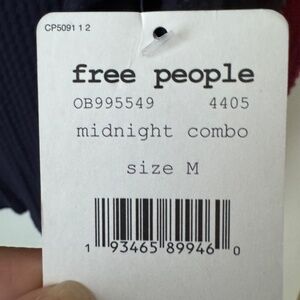 CP5091 1 2
free people
OB995549 4405
midnight combo
size M
1 93465 89946 0